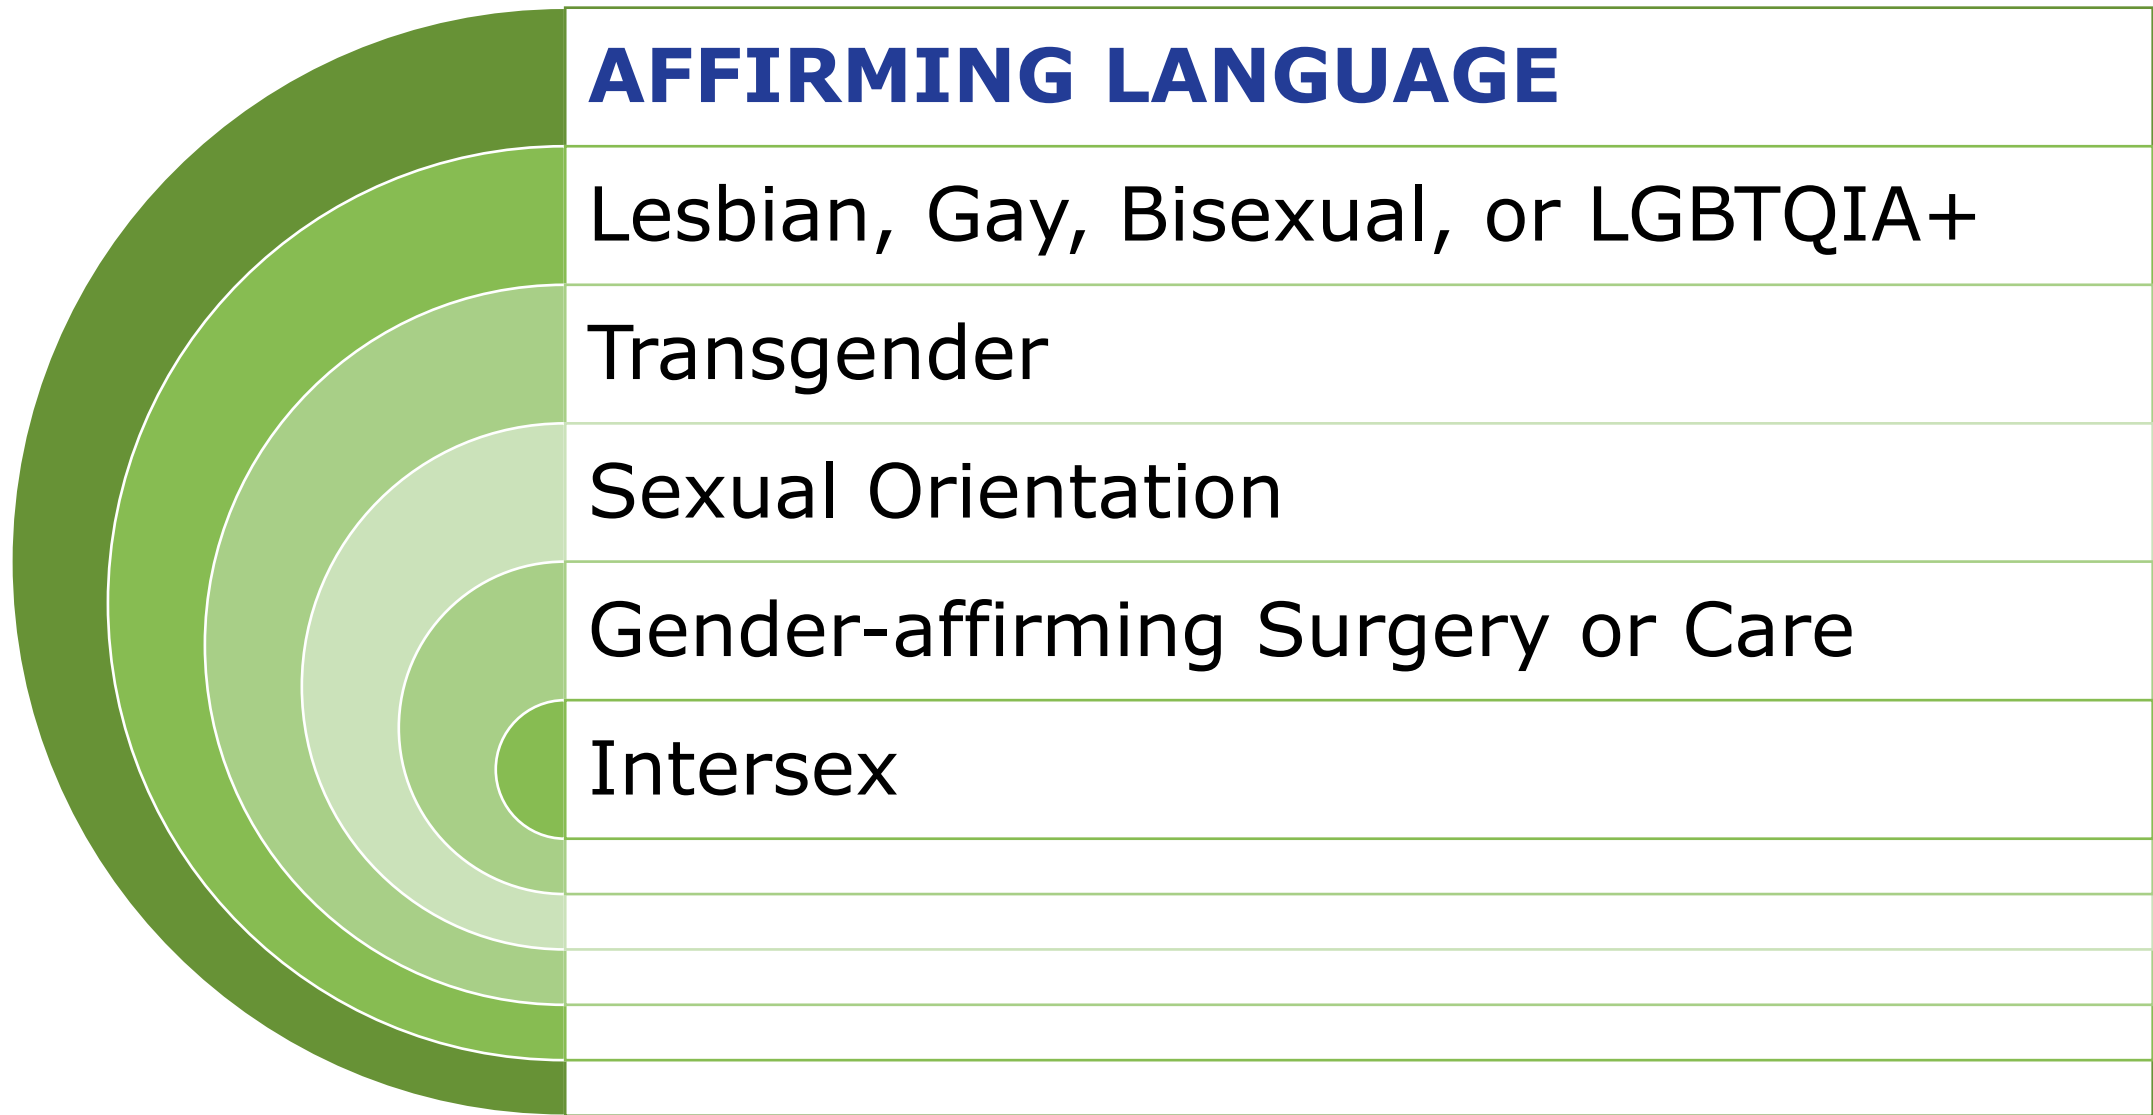 AFFIRMING LANGUAGE
Lesbian, Gay, Bisexual, or LGBTQIA+
Transgender
Sexual Orientation
Gender-affirming Surgery or Care
Intersex